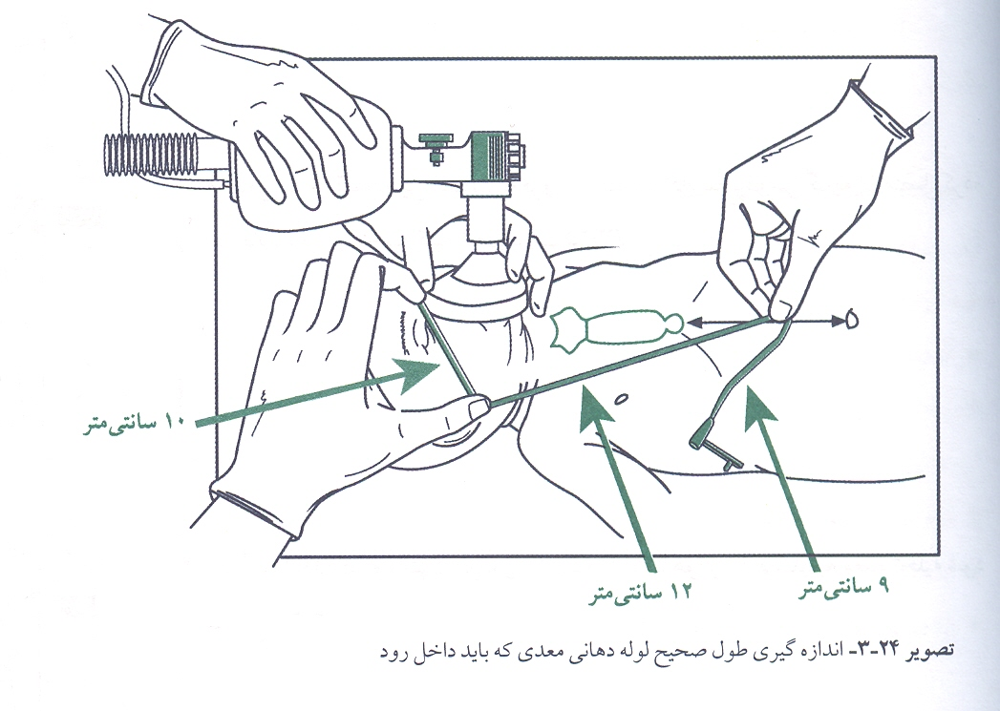 ۱۰ سانتی‌متر
۱۲ سانتی‌متر
۹ سانتی‌متر
تصویر ۲۴-۳- اندازه گیری طول صحیح لوله دهانی معدی که باید داخل رود